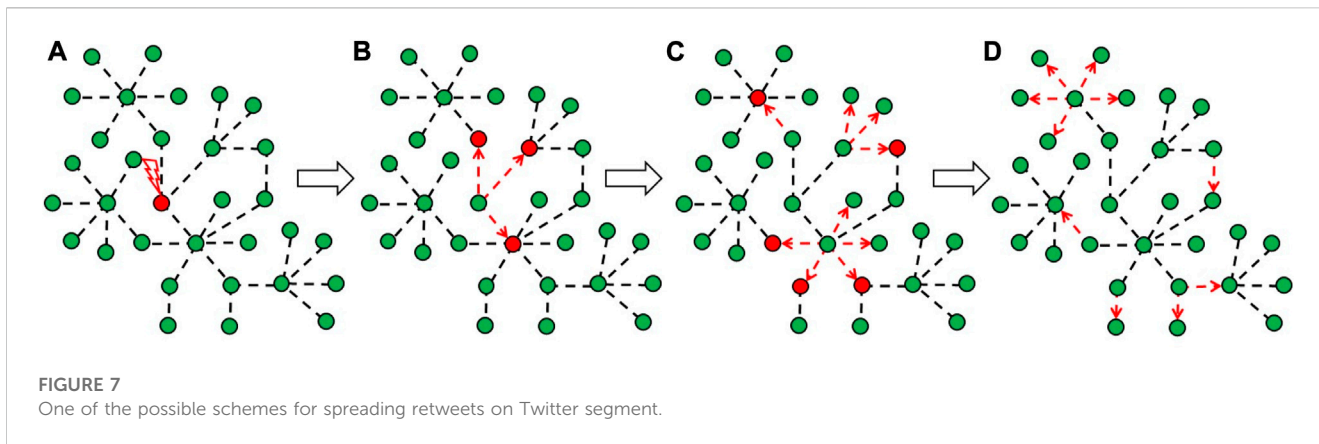 A B C D
FIGURE 7
One of the possible schemes for spreading retweets on Twitter segment.